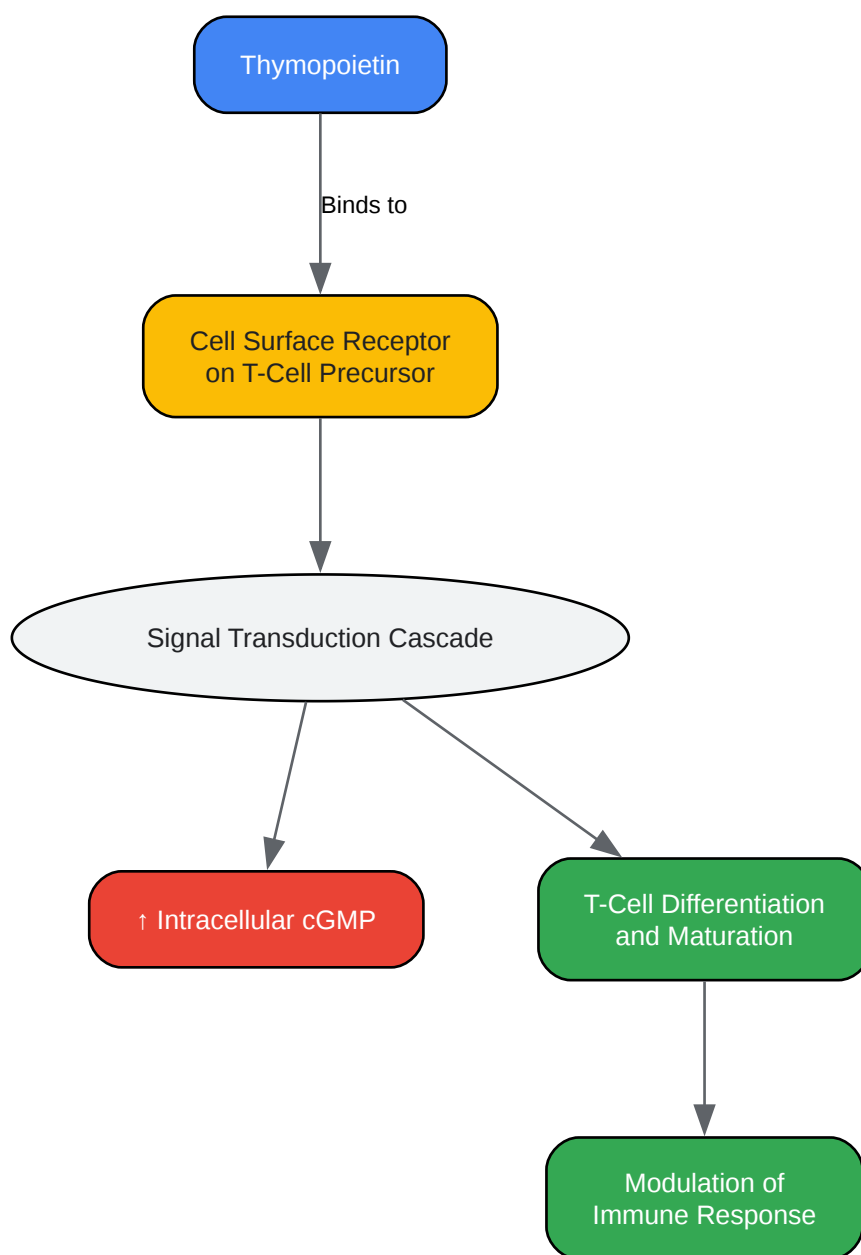 Thymopoietin
Binds to
Cell Surface Receptor
on T-Cell Precursor
Signal Transduction Cascade
↑ Intracellular cGMP
T-Cell Differentiation
and Maturation
Modulation of
Immune Response